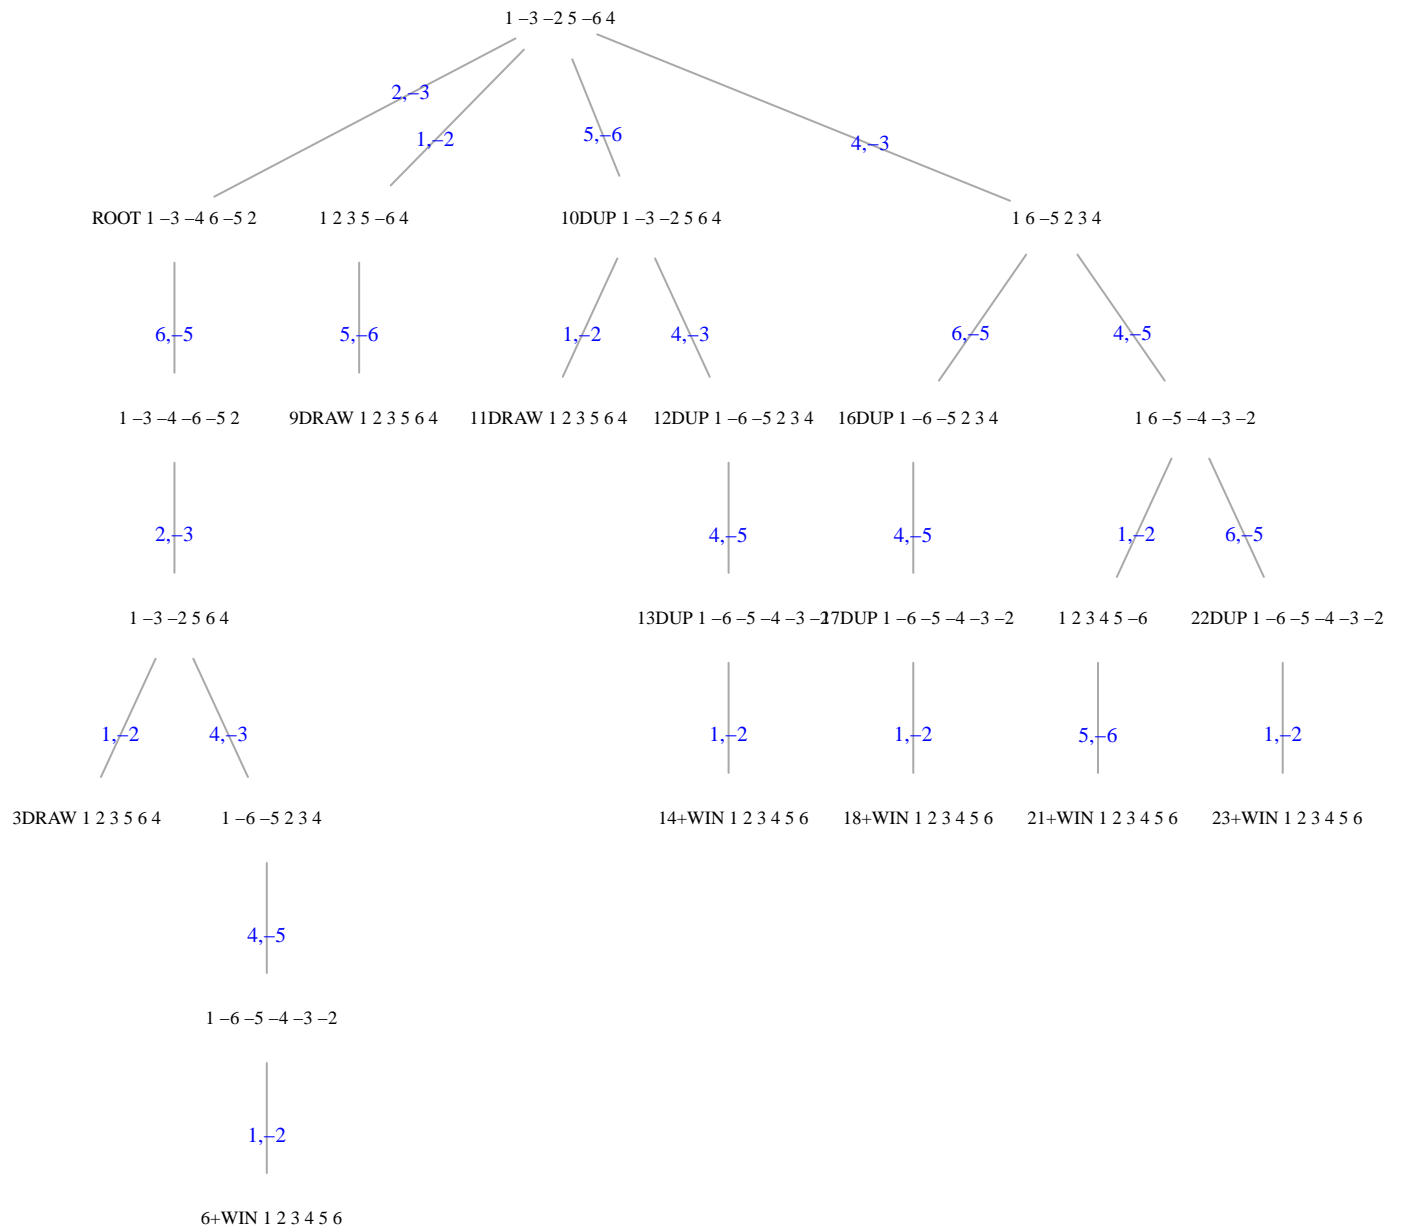 1 –3 –2 5 –6 4
2,–3
1,–2
5,–6
4,–3
ROOT 1 –3 –4 6 –5 2
1 2 3 5 –6 4
10DUP 1 –3 –2 5 6 4
1 6 –5 2 3 4
6,–5
5,–6
1,–2
4,–3
6,–5
4,–5
1 –3 –4 –6 –5 2
9DRAW 1 2 3 5 6 4
11DRAW 1 2 3 5 6 4
12DUP 1 –6 –5 2 3 4
16DUP 1 –6 –5 2 3 4
1 6 –5 –4 –3 –2
2,–3
4,–5
4,–5
1,–2
6,–5
1 –3 –2 5 6 4
13DUP 1 –6 –5 –4 –3 –2
17DUP 1 –6 –5 –4 –3 –2
1 2 3 4 5 –6
22DUP 1 –6 –5 –4 –3 –2
1,–2
4,–3
1,–2
1,–2
5,–6
1,–2
3DRAW 1 2 3 5 6 4
1 –6 –5 2 3 4
14+WIN 1 2 3 4 5 6
18+WIN 1 2 3 4 5 6
21+WIN 1 2 3 4 5 6
23+WIN 1 2 3 4 5 6
4,–5
1 –6 –5 –4 –3 –2
1,–2
6+WIN 1 2 3 4 5 6